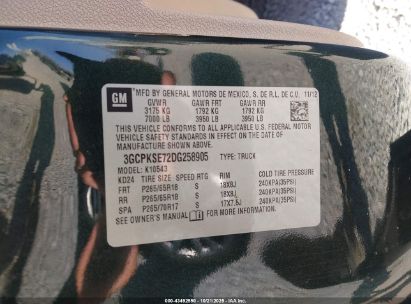 GM
MFD BY GENERAL MOTORS DE MEXICO, S. DE R.L. DE C.V. 11/12
GVWR GAWR FRT GAWR RR
3175 KG 1792 KG 1792 KG
7000 LB 3950 LB 3950 LB
THIS VEHICLE CONFORMS TO ALL APPLICABLE U.S. FEDERAL MOTOR
VEHICLE SAFETY, BUMPER, AND THEFT PREVENTION STANDARDS
IN EFFECT ON THE DATE OF
MANUFACTURE SHOWN ABOVE.
3GCPKSE72DG258905 TYPE: TRUCK
MODEL: K10543
KD24 TIRE SIZE SPEED RTG RIM COLD TIRE PRESSURE
FRT P265/65R18 S 18X8J 240KPA(35PSI)
RR P265/65R18 S 18X8J 240KPA(35PSI)
SPA P265/70R17 S 17X7.5J 240KPA(35PSI)
SEE OWNER'S MANUAL FOR MORE INFORMATION.